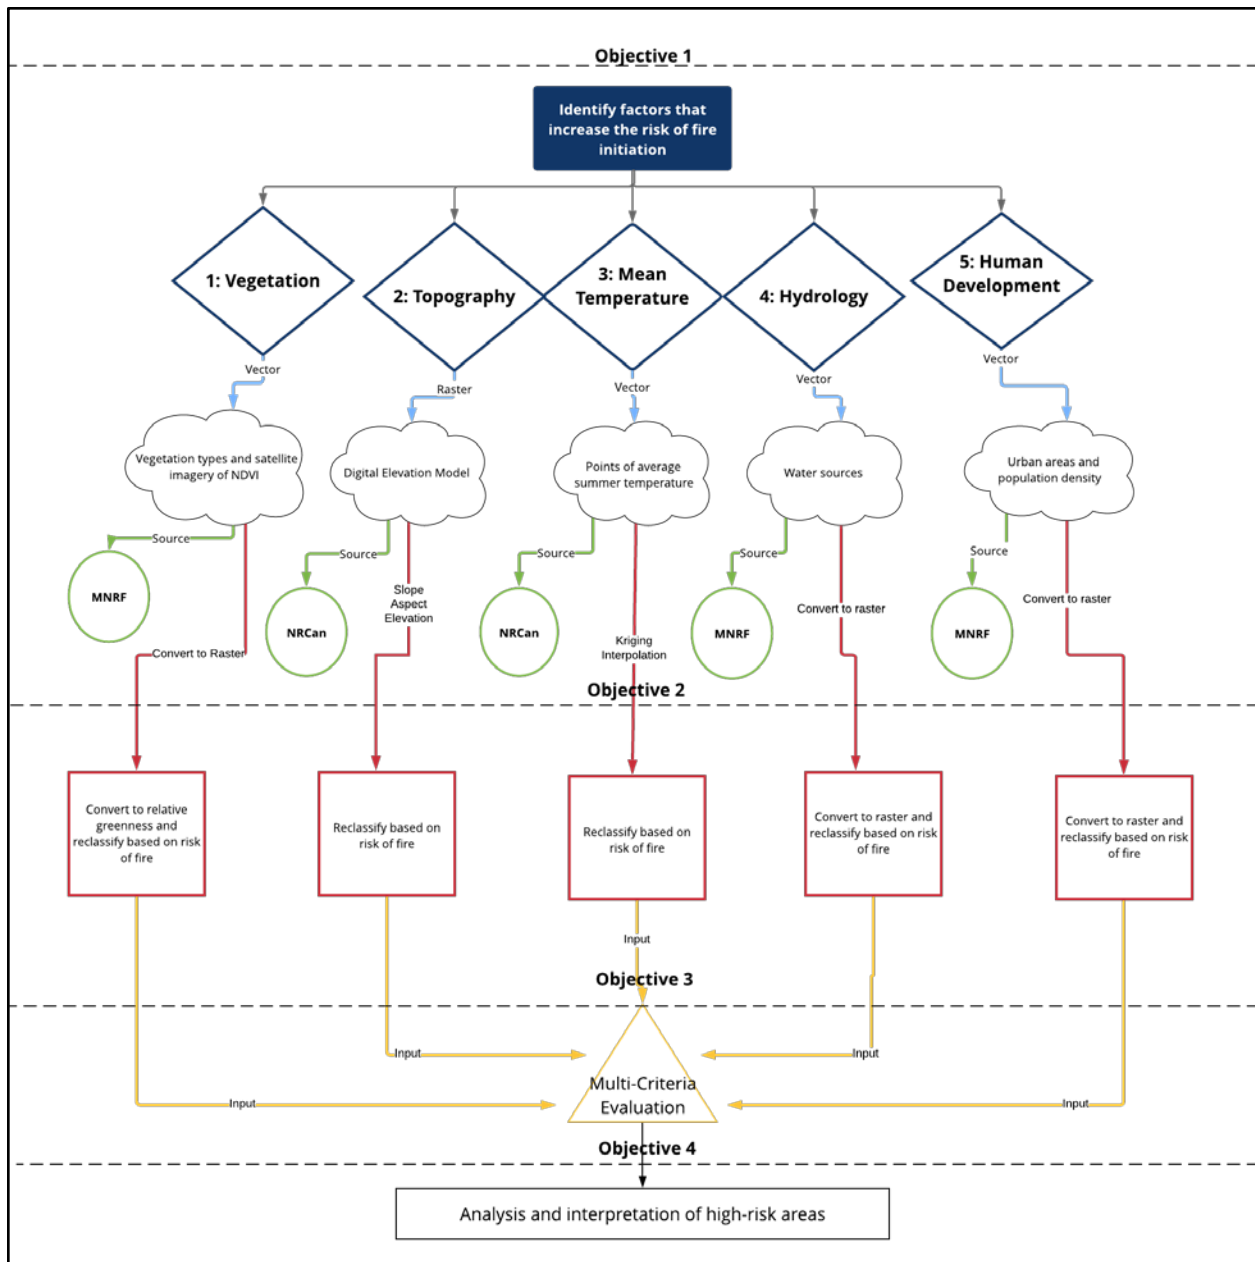 Objective 1
Identify factors that
increase the risk of fire
initiation
1: Vegetation
2: Topography
3: Mean
Temperature
4: Hydrology
5: Human
Development
Vector
Raster
Vector
Vector
Vector
Vegetation types and satellite
imagery of NDVI
Digital Elevation Model
Points of average
summer temperature
Water sources
Urban areas and
population density
Source
Source
Source
Source
Source
MNRF
NRCan
NRCan
MNRF
MNRF
Convert to Raster
Slope
Aspect
Elevation
Kriging
Interpolation
Convert to raster
Convert to raster
Objective 2
Convert to relative
greenness and
reclassify based on risk
of fire
Reclassify based on
risk of fire
Reclassify based on
risk of fire
Convert to raster and
reclassify based on risk
of fire
Convert to raster and
reclassify based on risk
of fire
Input
Objective 3
Input
Input
Input
Input
Multi-Criteria
Evaluation
Objective 4
Analysis and interpretation of high-risk areas